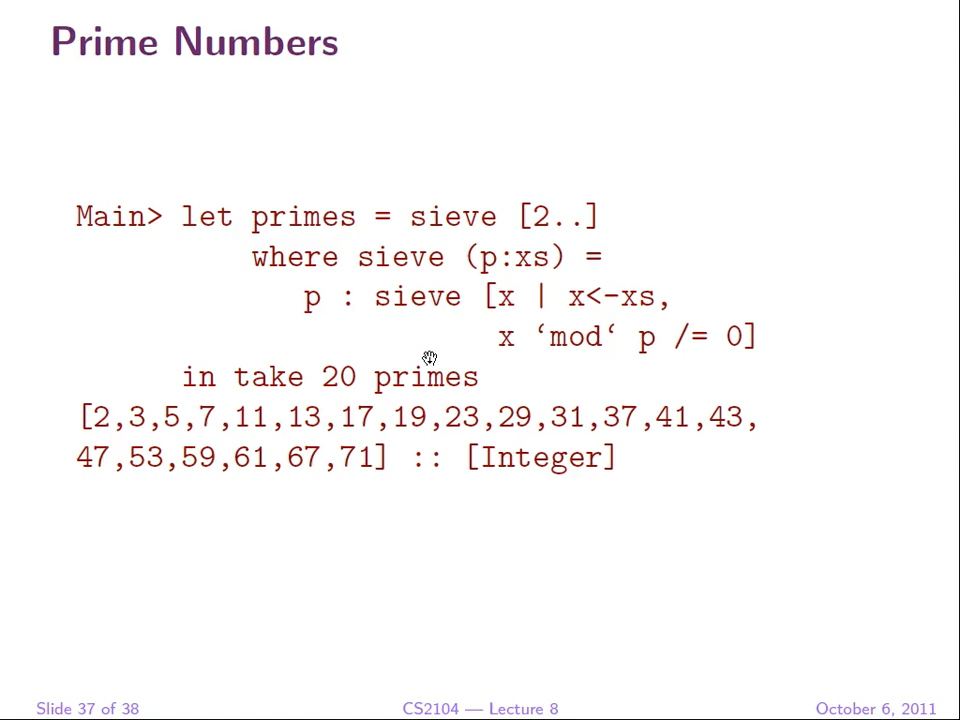 Prime Numbers
Main> let primes = sieve [2..]
where sieve (p:xs) =
p : sieve [x | x<-xs,
x ‘mod‘ p /= 0]
in take 20 primes
[2,3,5,7,11,13,17,19,23,29,31,37,41,43,
47,53,59,61,67,71] :: [Integer]
Slide 37 of 38
CS2104 — Lecture 8
October 6, 2011